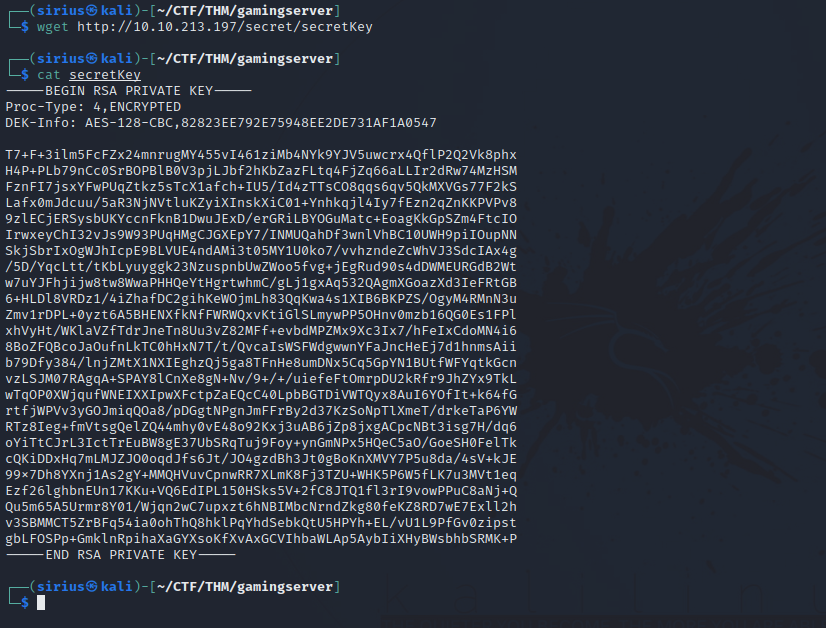 ┌──(sirius㉿kali)-[~/CTF/THM/gamingserver]
└─$ wget http://10.10.213.197/secret/secretKey
┌──(sirius㉿kali)-[~/CTF/THM/gamingserver]
└─$ cat secretKey
-----BEGIN RSA PRIVATE KEY-----
Proc-Type: 4,ENCRYPTED
DEK-Info: AES-128-CBC,82823EE792E75948EE2DE731AF1A0547
T7+F+3ilm5FcFZx24mnrugMY455vI461ziMb4NYk9YJV5uwcrx4QflP2Q2Vk8phx
H4P+PLb79nCc0SrBOPBlB0V3pjLJbf2hKbZazFLtq4FjZq66aLLIr2dRw74MzHSM
FznFI7jsxYFwPUqZtkz5sTcX1afch+IU5/Id4zTTsCO8qqs6qv5QkMXVGs77F2kS
Lafx0mJdcuu/5aR3NjNVtluKZyiXInskXiC01+Ynhkqjl4Iy7fEzn2qZnKKPVPv8
9zlECjERSysbUKYccnFknB1DwuJExD/erGRiLBYOGuMatc+EoagKkGpSZm4FtcIO
IrwxeyChI32vJs9W93PUqHMgCJGXEpY7/INMUQahDf3wnlVhBC10UWH9piIOupNN
SkjSbrIxOgWJhIcpE9BLVUE4ndAMi3t05MY1U0ko7/vvhzndeZcWhVJ3SdcIAx4g
/5D/YqcLtt/tKbLyuyggk23NzuspnbUwZWoo5fvg+jEgRud90s4dDWMEURGdB2Wt
w7uYJFhjijw8tw8WwaPHHQeYtHgrtwhmC/gLj1gxAq532QAgmXGoazXd3IeFRtGB
6+HLDl8VRDz1/4iZhafDC2gihKeWOjmLh83QqKwa4s1XIB6BKPZS/OgyM4RMnN3u
Zmv1rDPL+0yzt6A5BHENXfkNfFWRWQxvKtiGlSLmywPP5OHnv0mzb16QG0Es1FPl
xhVyHt/WKlaVZfTdrJneTn8Uu3vZ82MFf+evbdMPZMx9Xc3Ix7/hFeIxCdoMN4i6
8BoZFQBcoJaOufnLkTC0hHxN7T/t/QvcaIsWSFWdgwwnYFaJncHeEj7d1hnmsAii
b79Dfy384/lnjZMtX1NXIEghzQj5ga8TFnHe8umDNx5Cq5GpYN1BUtfWFYqtkGcn
vzLSJM07RAgqA+SPAY8lCnXe8gN+Nv/9+/+/uiefeFtOmrpDU2kRfr9JhZYx9TkL
wTqOP0XWjqufWNEIXXIpwXFctpZaEQcC40LpbBGTDiVWTQyx8AuI6YOfIt+k64fG
rtfjWPVv3yGOJmiqQOa8/pDGgtNPgnJmFFrBy2d37KzSoNpTlXmeT/drkeTaP6YW
RTz8Ieg+fmVtsgQelZQ44mhy0vE48o92Kxj3uAB6jZp8jxgACpcNBt3isg7H/dq6
oYiTtCJrL3IctTrEuBW8gE37UbSRqTuj9Foy+ynGmNPx5HQeC5aO/GoeSH0FelTk
cQKiDDxHq7mLMJZJO0oqdJfs6Jt/JO4gzdBh3Jt0gBoKnXMVY7P5u8da/4sV+kJE
99x7Dh8YXnj1As2gY+MMQHVuvCpnwRR7XLmK8Fj3TZU+WHK5P6W5fLK7u3MVt1eq
Ezf26lghbnEUn17KKu+VQ6EdIPL150HSks5V+2fC8JTQ1fl3rI9vowPPuC8aNj+Q
Qu5m65A5Urmr8Y01/Wjqn2wC7upxzt6hNBIMbcNrndZkg80feKZ8RD7wE7Exll2h
v3SBMMCT5ZrBFq54ia0ohThQ8hklPqYhdSebkQtU5HPYh+EL/vU1L9PfGv0zipst
gbLFOSPp+GmklnRpihaXaGYXsoKfXvAxGCVIhbaWLAp5AybIiXHyBWsbhbSRMK+P
-----END RSA PRIVATE KEY-----
┌──(sirius㉿kali)-[~/CTF/THM/gamingserver]
└─$